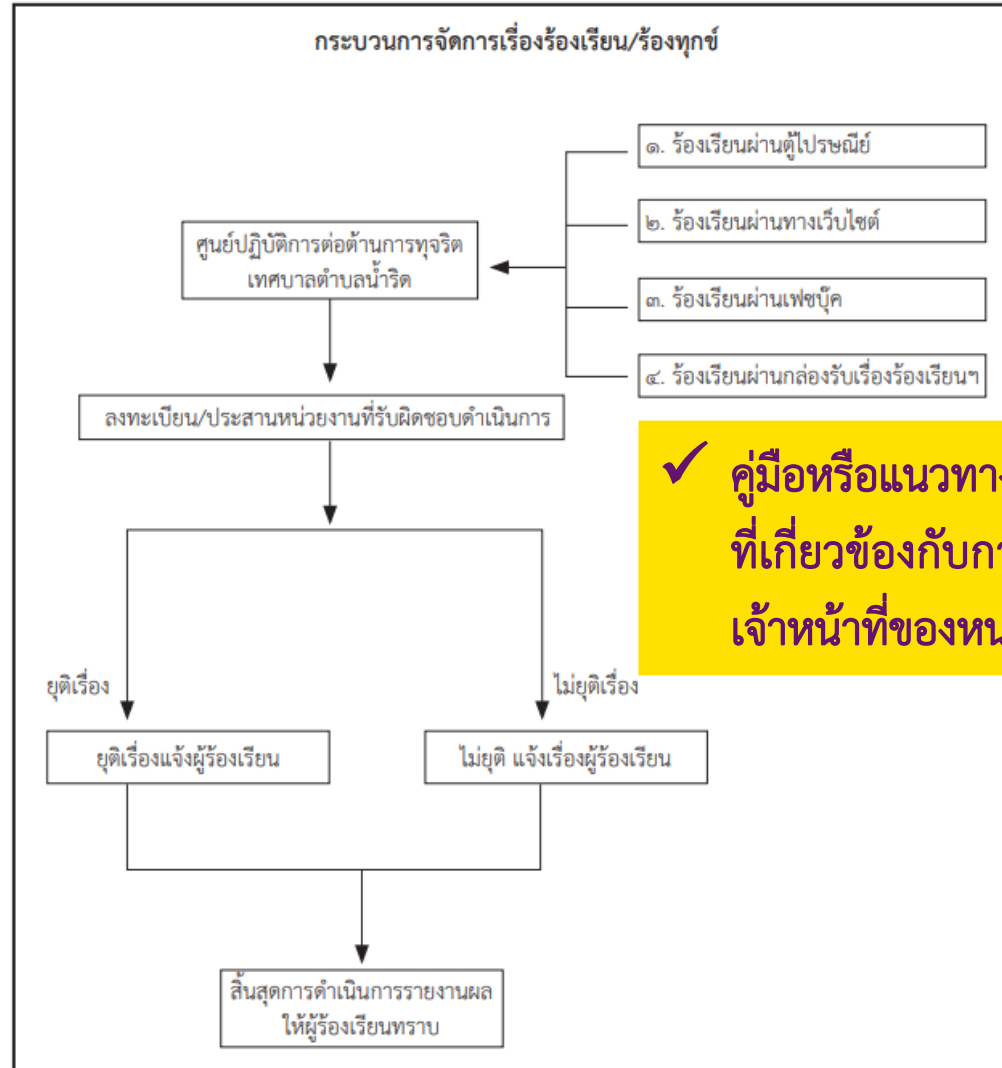 กระบวนการจัดการเรื่องร้องเรียน/ร้องทุกข์
๑. ร้องเรียนผ่านตู้ไปรษณีย์
๒. ร้องเรียนผ่านทางเว็บไซต์
๓. ร้องเรียนผ่านเฟชบุ๊ค
๔. ร้องเรียนผ่านกล่องรับเรื่องร้องเรียนฯ
ศูนย์ปฏิบัติการต่อต้านการทุจริต
เทศบาลตำบลน้ำริด
ลงทะเบียน/ประสานหน่วยงานที่รับผิดชอบดำเนินการ
✓ คู่มือหรือแนวทาง
ที่เกี่ยวข้องกับกา
เจ้าหน้าที่ของหน
ยุติเรื่อง
ไม่ยุติเรื่อง
ยุติเรื่องแจ้งผู้ร้องเรียน
ไม่ยุติ แจ้งเรื่องผู้ร้องเรียน
สิ้นสุดการดำเนินการรายงานผล
ให้ผู้ร้องเรียนทราบ